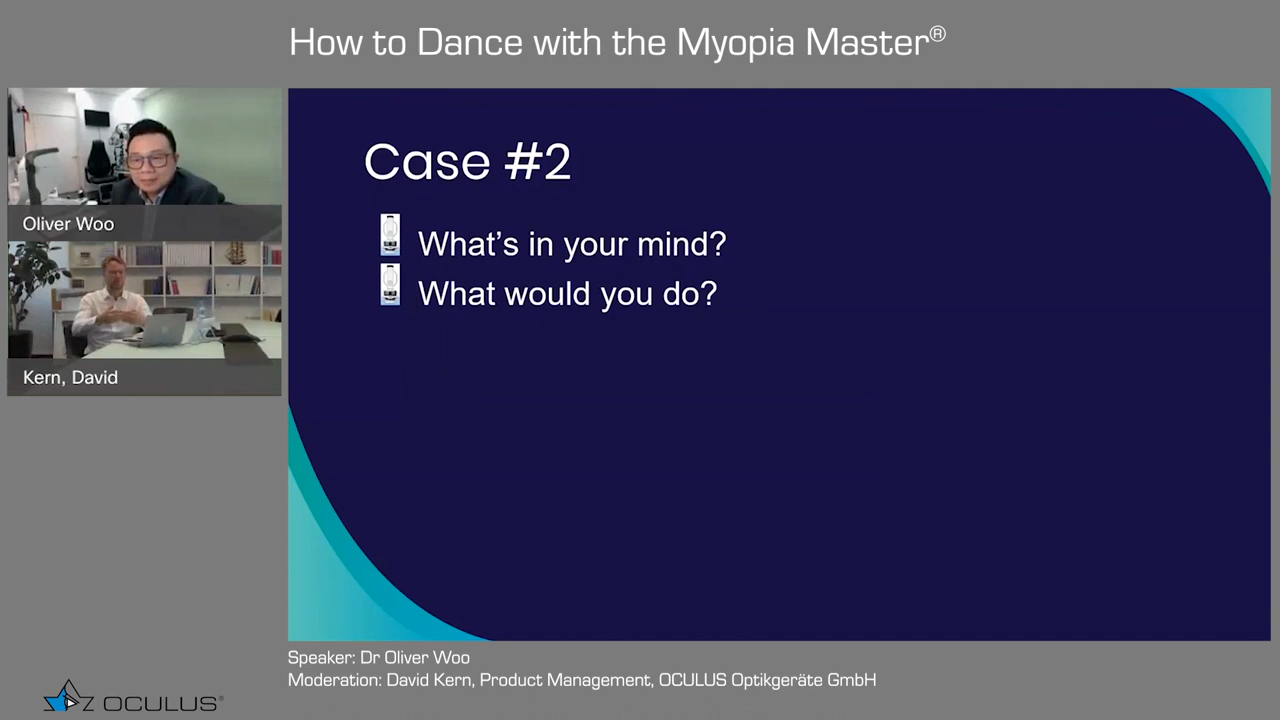 How to Dance with the Myopia Master®
Oliver Woo
Kern, David
Case #2
What's in your mind?
What would you do?
Speaker: Dr Oliver Woo
Moderation: David Kern, Product Management, OCULUS Optikgeräte GmbH
OCULUS®